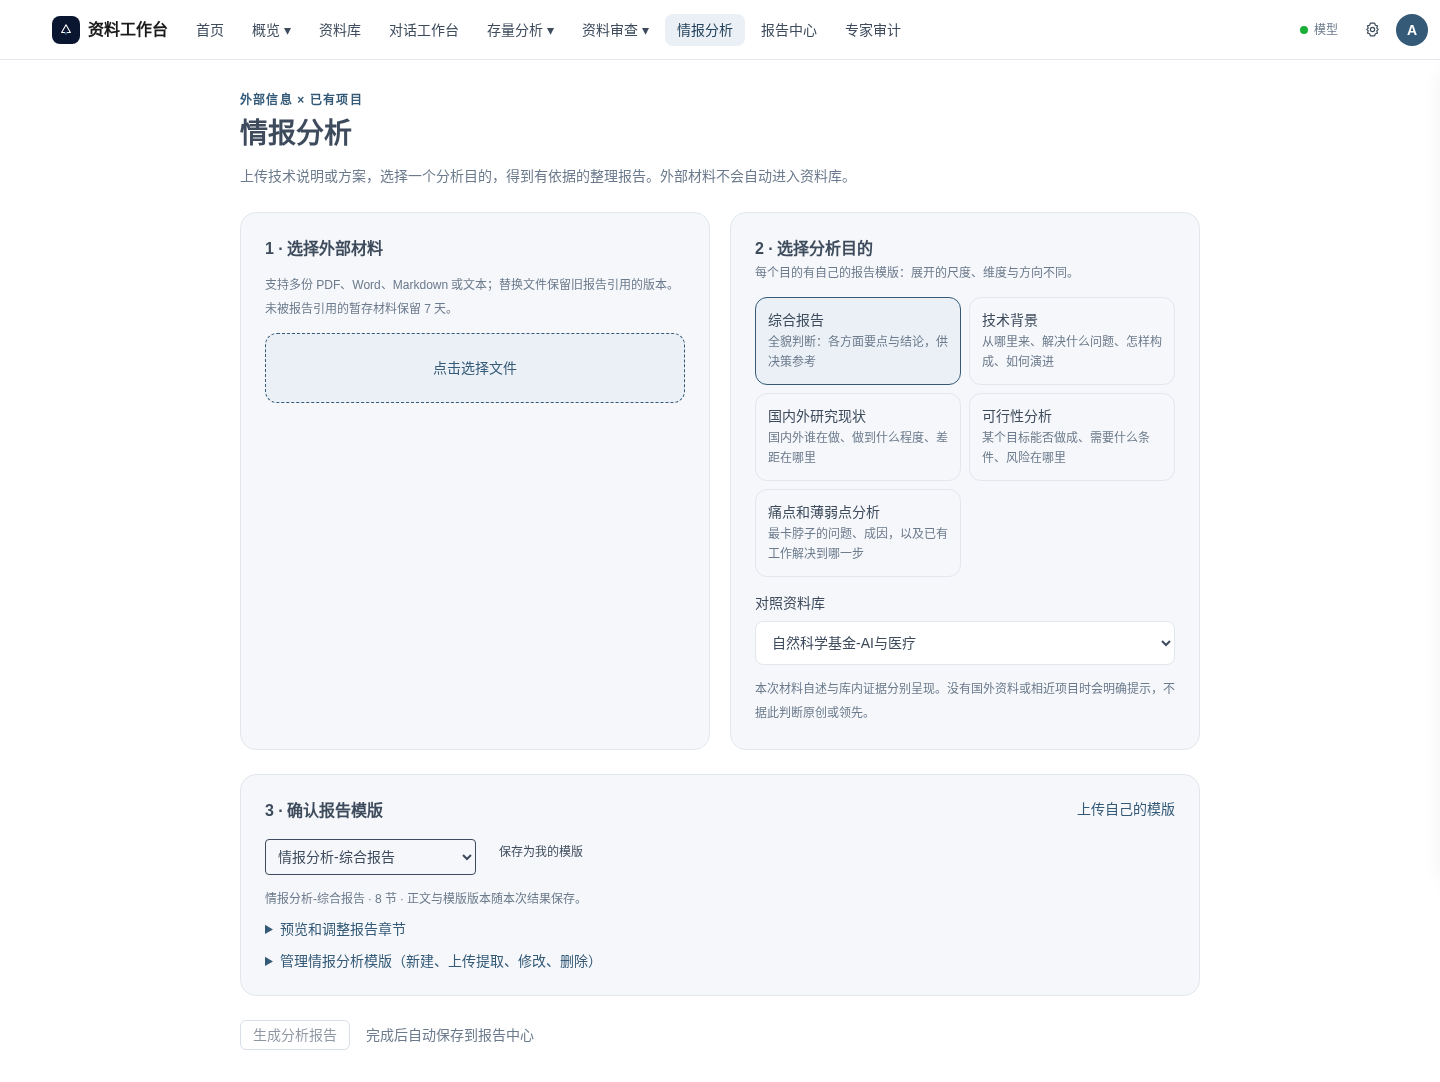 资料工作台
首页
概览 ▾
资料库
对话工作台
存量分析 ▾
资料审查 ▾
情报分析
报告中心
专家审计
模型
A
外部信息 × 已有项目
情报分析
上传技术说明或方案，选择一个分析目的，得到有依据的整理报告。外部材料不会自动进入资料库。
1 · 选择外部材料
支持多份 PDF、Word、Markdown 或文本；替换文件保留旧报告引用的版本。
未被报告引用的暂存材料保留 7 天。
点击选择文件
2 · 选择分析目的
每个目的有自己的报告模版：展开的尺度、维度与方向不同。
综合报告
全貌判断：各方面要点与结论，供
决策参考
技术背景
从哪里来、解决什么问题、怎样构
成、如何演进
国内外研究现状
国内外谁在做、做到什么程度、差
距在哪里
可行性分析
某个目标能否做成、需要什么条
件、风险在哪里
痛点和薄弱点分析
最卡脖子的问题、成因，以及已有
工作解决到哪一步
对照资料库
自然科学基金-AI与医疗
本次材料自述与库内证据分别呈现。没有国外资料或相近项目时会明确提示，不
据此判断原创或领先。
3 · 确认报告模版
上传自己的模版
情报分析-综合报告
保存为我的模版
情报分析-综合报告 · 8 节 · 正文与模版版本随本次结果保存。
▶ 预览和调整报告章节
▶ 管理情报分析模版（新建、上传提取、修改、删除）
生成分析报告
完成后自动保存到报告中心